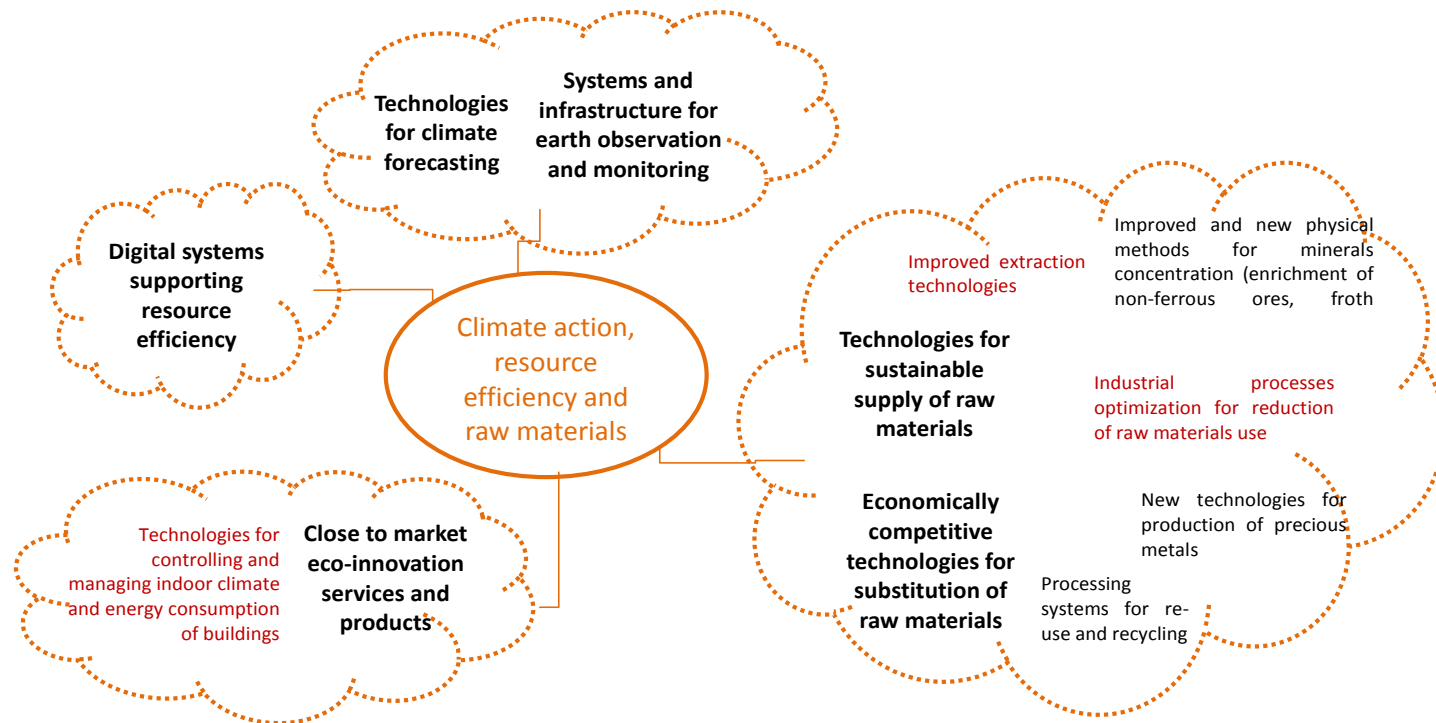 Technologies
for climate
forecasting
Systems and
infrastructure for
earth observation
and monitoring
Digital systems
supporting
resource
efficiency
Climate action,
resource
efficiency and
raw materials
Improved extraction
technologies
Improved and new physical
methods for minerals
concentration (enrichment of
non-ferrous ores, froth
Technologies for
sustainable
supply of raw
materials
Industrial processes
optimization for reduction
of raw materials use
Economically
competitive
technologies for
substitution of
raw materials
New technologies for
production of precious
metals
Processing
systems for re-
use and recycling
Technologies for
controlling and
managing indoor climate
and energy consumption
of buildings
Close to market
eco-innovation
services and
products